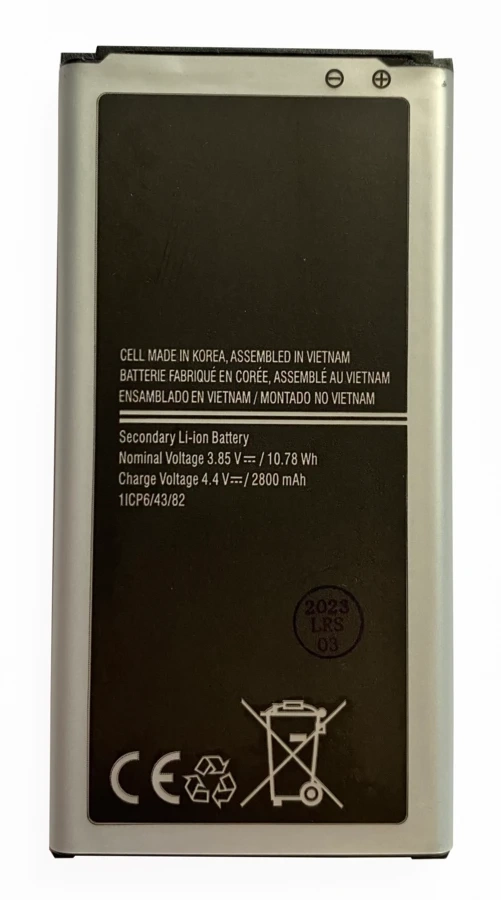 ⊖ ⊕
CELL MADE IN KOREA, ASSEMBLED IN VIETNAM
BATTERIE FABRIQUÉ EN CORÉE, ASSEMBLÉ AU VIETNAM
ENSAMBLADO EN VIETNAM / MONTADO NO VIETNAM
Secondary Li-ion Battery
Nominal Voltage 3.85 V⎓ / 10.78 Wh
Charge Voltage 4.4 V⎓ / 2800 mAh
1ICP6/43/82
2023
LRS
03
CE